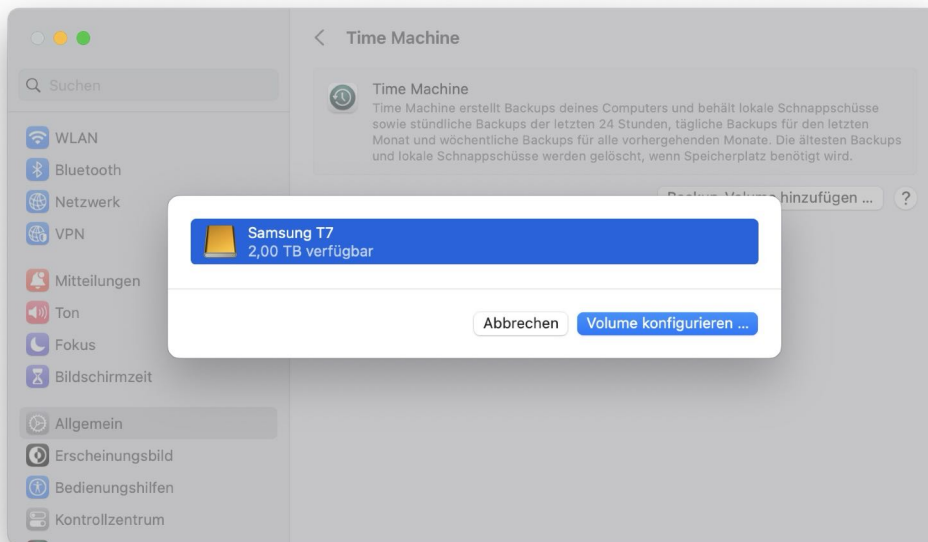 Time Machine
Suchen
Time Machine
Time Machine erstellt Backups deines Computers und behält lokale Schnappschüsse
sowie stündliche Backups der letzten 24 Stunden, tägliche Backups für den letzten
Monat und wöchentliche Backups für alle vorhergehenden Monate. Die ältesten Backups
und lokale Schnappschüsse werden gelöscht, wenn Speicherplatz benötigt wird.
WLAN
Bluetooth
Netzwerk
VPN
Backup-Volume hinzufügen ...
?
Samsung T7
2,00 TB verfügbar
Abbrechen
Volume konfigurieren ...
Mitteilungen
Ton
Fokus
Bildschirmzeit
Allgemein
Erscheinungsbild
Bedienungshilfen
Kontrollzentrum